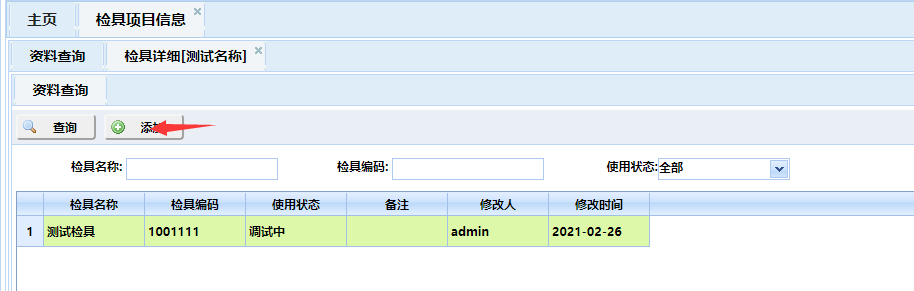 主页 检具项目信息
资料查询 检具详细[测试名称]
资料查询
查询 添加
检具名称: 检具编码: 使用状态: 全部
检具名称 检具编码 使用状态 备注 修改人 修改时间
1 测试检具 1001111 调试中 admin 2021-02-26